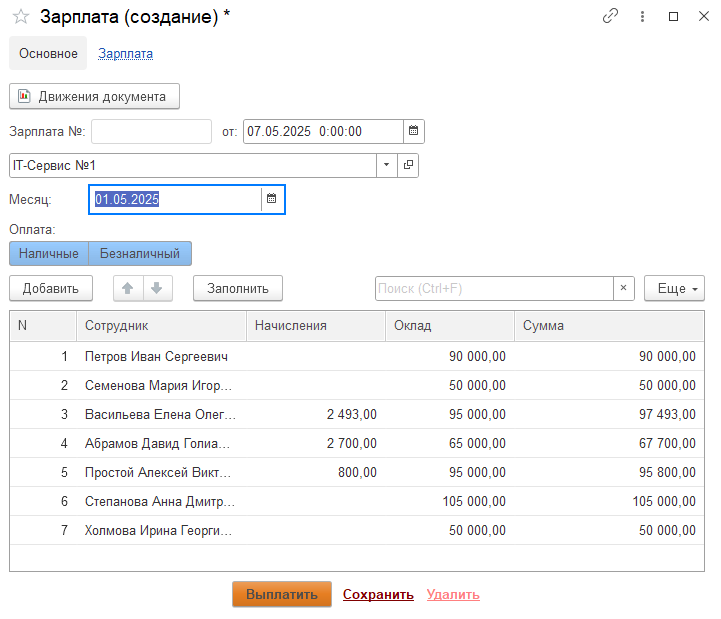 Зарплата (создание) *
Основное Зарплата
Движения документа
Зарплата №: от: 07.05.2025 0:00:00
IT-Сервис №1
Месяц: 01.05.2025
Оплата:
Наличные Безналичный
Добавить Заполнить Поиск (Ctrl+F) × Еще
N Сотрудник Начисления Оклад Сумма
1 Петров Иван Сергеевич 90 000,00 90 000,00
2 Семенова Мария Игор... 50 000,00 50 000,00
3 Васильева Елена Олег... 2 493,00 95 000,00 97 493,00
4 Абрамов Давид Голиа... 2 700,00 65 000,00 67 700,00
5 Простой Алексей Викт... 800,00 95 000,00 95 800,00
6 Степанова Анна Дмитр... 105 000,00 105 000,00
7 Холмова Ирина Георги... 50 000,00 50 000,00
Выплатить Сохранить Удалить